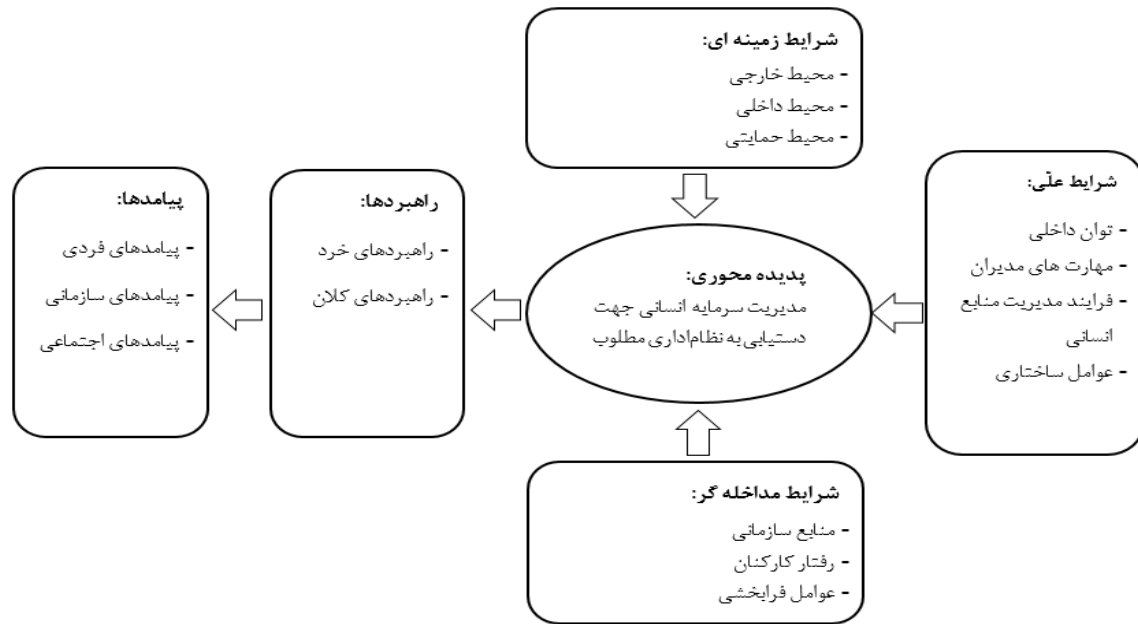 شرایط زمینه ای:
- محیط خارجی
- محیط داخلی
- محیط حمایتی
شرایط علّی:
- توان داخلی
- مهارت های مدیران
- فرایند مدیریت منابع
انسانی
- عوامل ساختاری
پدیده محوری:
مدیریت سرمایه انسانی جهت
دستیابی به نظام‌اداری مطلوب
راهبردها:
- راهبردهای خرد
- راهبردهای کلان
پیامدها:
- پیامدهای فردی
- پیامدهای سازمانی
- پیامدهای اجتماعی
شرایط مداخله گر:
- منابع سازمانی
- رفتار کارکنان
- عوامل فرابخشی